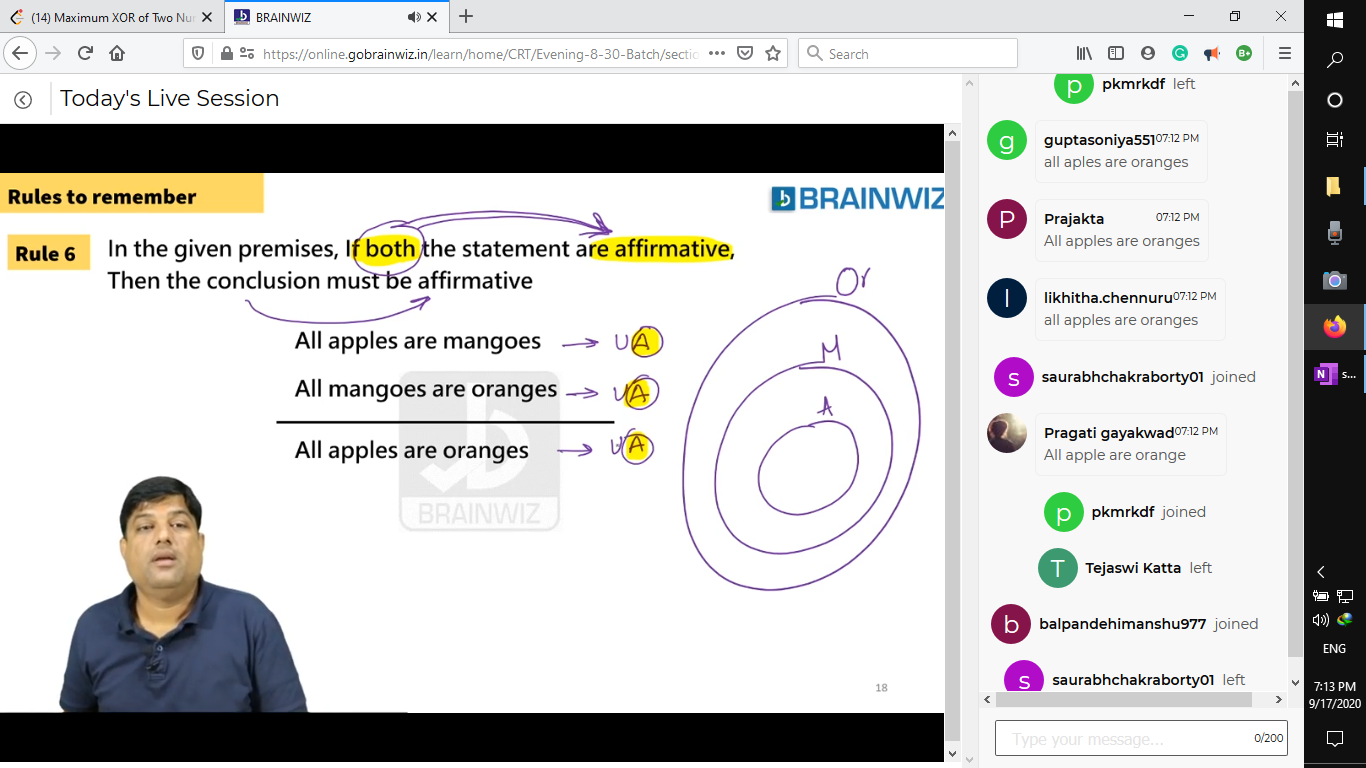 (14) Maximum XOR of Two Nu
BRAINWIZ
https://online.gobrainwiz.in/learn/home/CRT/Evening-8-30-Batch/sectio
Search
Today's Live Session
Rules to remember
BRAINWIZ
Rule 6
In the given premises, If both the statement are affirmative,
Then the conclusion must be affirmative
All apples are mangoes → UA
All mangoes are oranges → UA
All apples are oranges → UA
Or
M
A
BRAINWIZ
18
p
pkmrkdf left
g
guptasoniya551 07:12 PM
all aples are oranges
P
Prajakta 07:12 PM
All apples are oranges
l
likhitha.chennuru 07:12 PM
all apples are oranges
s
saurabhchakraborty01 joined
Pragati gayakwad 07:12 PM
All apple are orange
p
pkmrkdf joined
T
Tejaswi Katta left
b
balpandehimanshu977 joined
s
saurabhchakraborty01 left
Type your message...
0/200
B+
N
s...
ENG
7:13 PM
9/17/2020